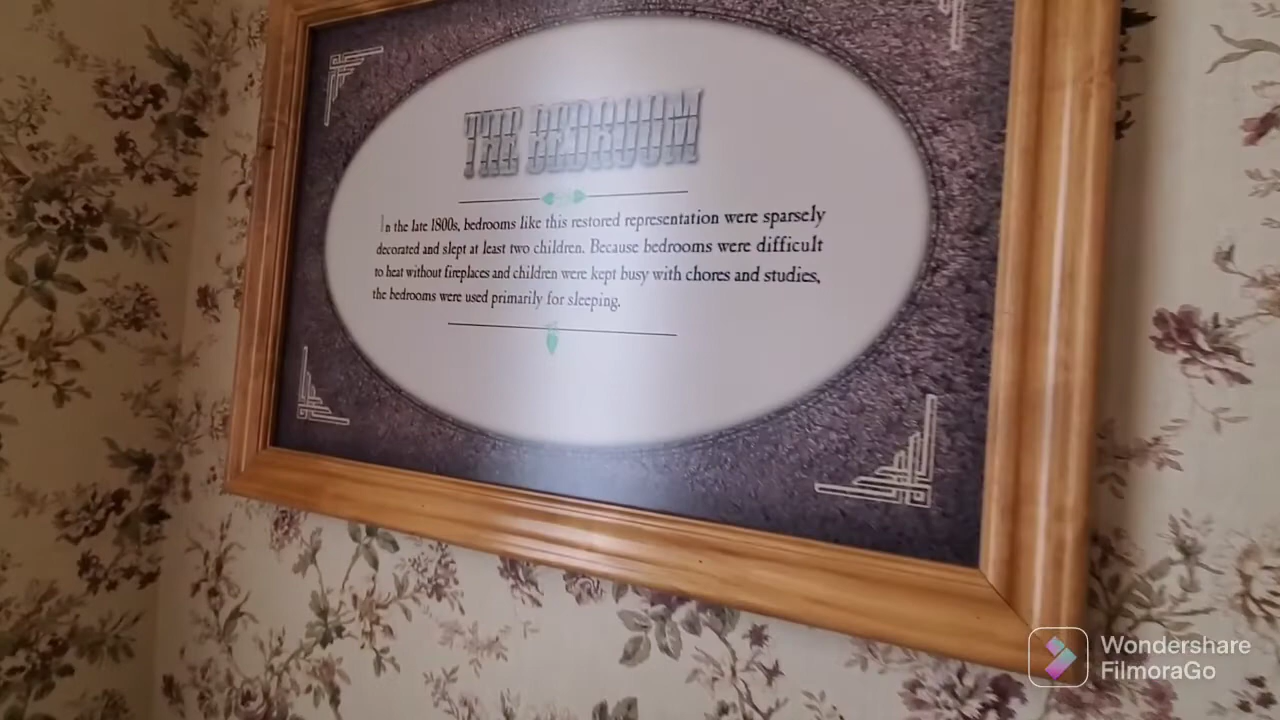 THE BEDROOM
In the late 1800s, bedrooms like this restored representation were sparsely
decorated and slept at least two children. Because bedrooms were difficult
to heat without fireplaces and children were kept busy with chores and studies,
the bedrooms were used primarily for sleeping.
Wondershare
FilmoraGo